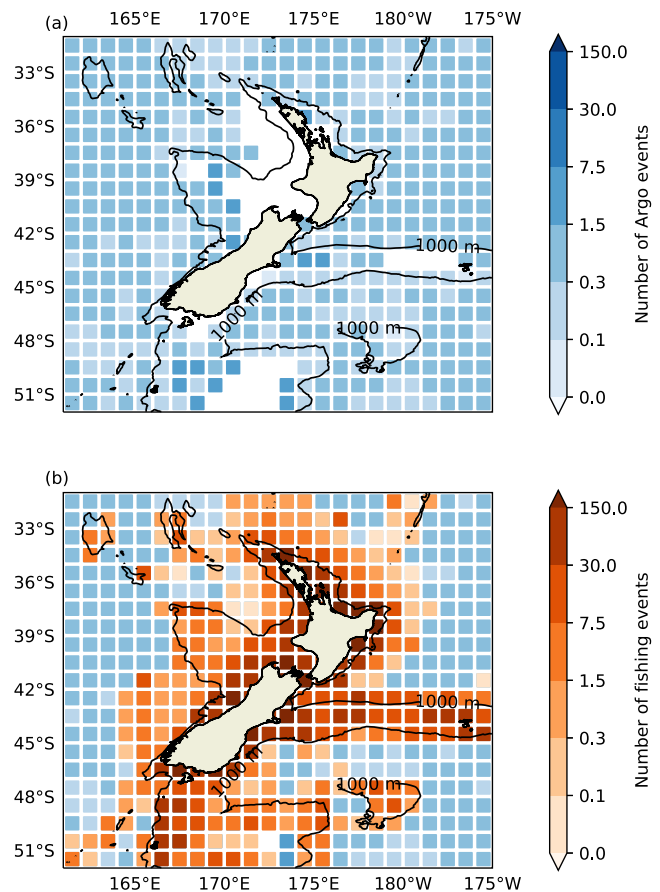 (a)
165°E 170°E 175°E 180°W 175°W
33°S
36°S
39°S
42°S
45°S
48°S
51°S
1000 m
1000 m
1000 m
150.0
30.0
7.5
1.5
0.3
0.1
0.0
Number of Argo events
(b)
33°S
36°S
39°S
42°S
45°S
48°S
51°S
1000 m
1000 m
1000 m
165°E 170°E 175°E 180°W 175°W
150.0
30.0
7.5
1.5
0.3
0.1
0.0
Number of fishing events